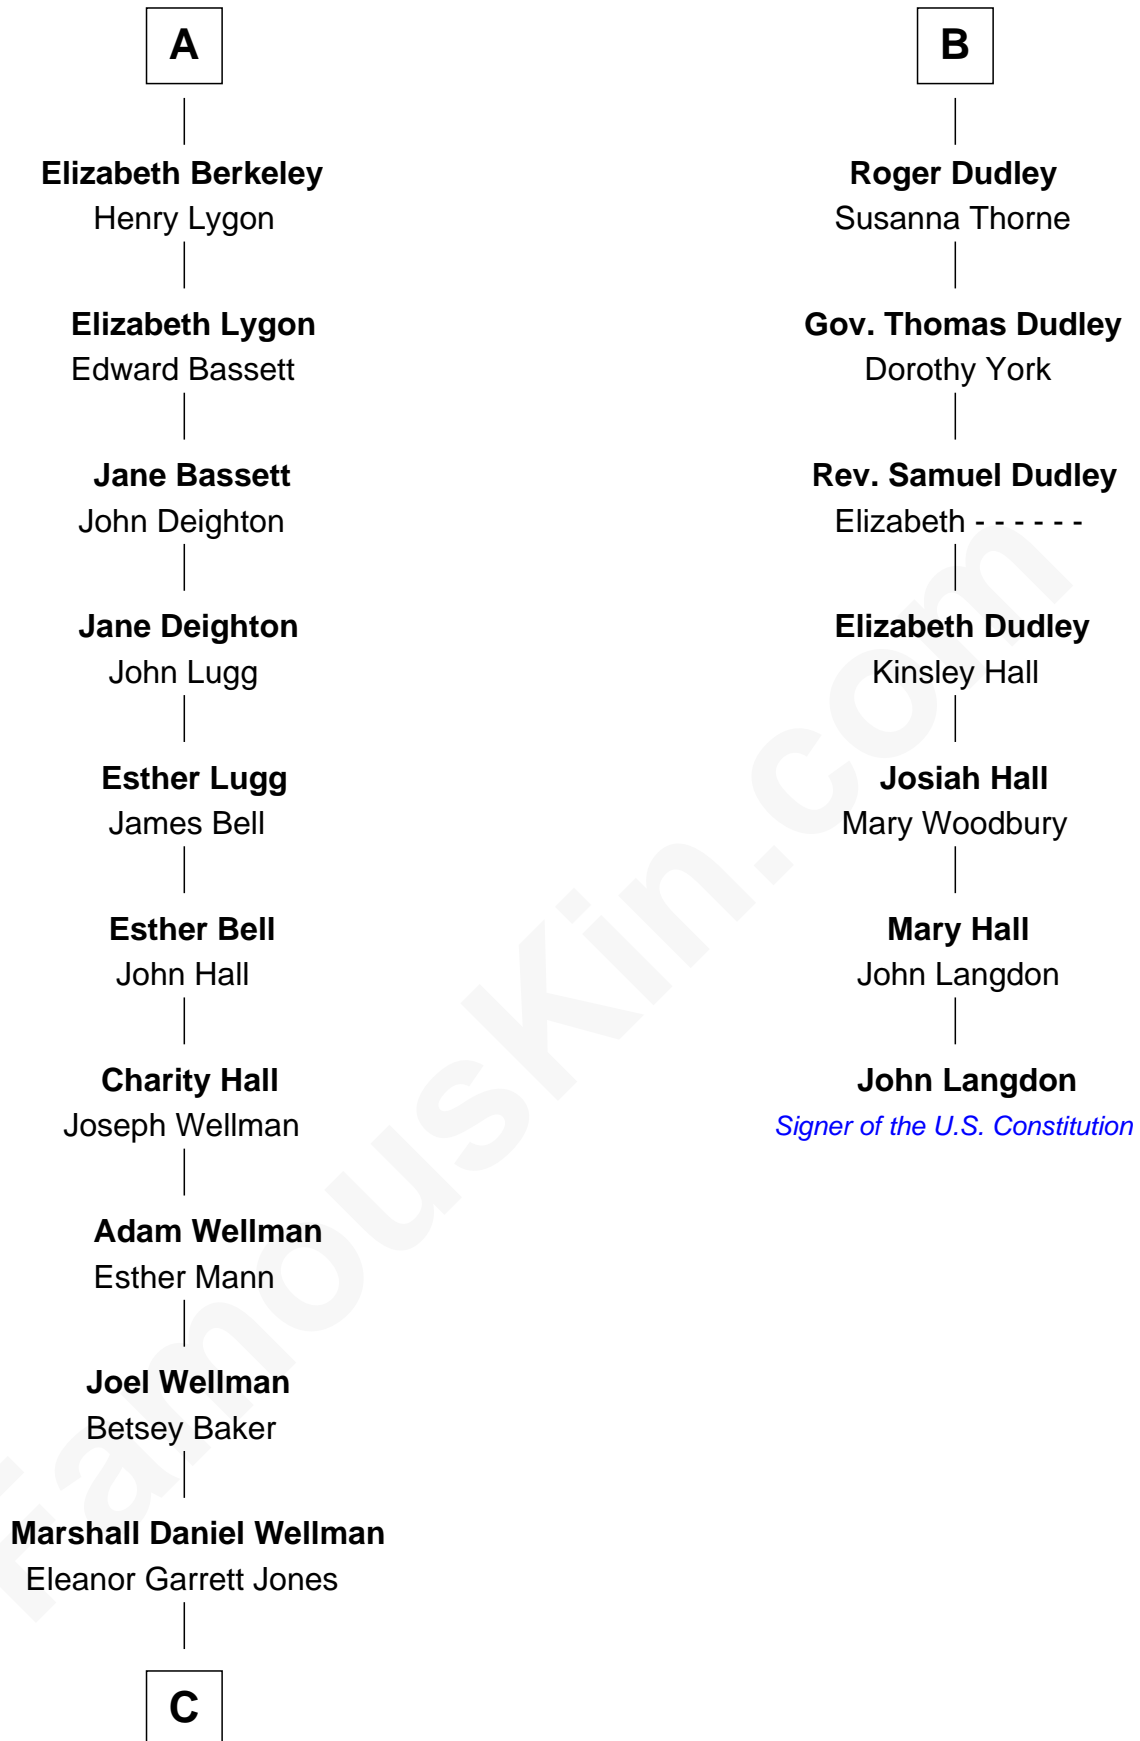 A
Elizabeth Berkeley
Henry Lygon
Elizabeth Lygon
Edward Bassett
Jane Bassett
John Deighton
Jane Deighton
John Lugg
Esther Lugg
James Bell
Esther Bell
John Hall
Charity Hall
Joseph Wellman
Adam Wellman
Esther Mann
Joel Wellman
Betsey Baker
Marshall Daniel Wellman
Eleanor Garrett Jones
C
B
Roger Dudley
Susanna Thorne
Gov. Thomas Dudley
Dorothy York
Rev. Samuel Dudley
Elizabeth - - - - - -
Elizabeth Dudley
Kinsley Hall
Josiah Hall
Mary Woodbury
Mary Hall
John Langdon
John Langdon
Signer of the U.S. Constitution
FamousKin.com